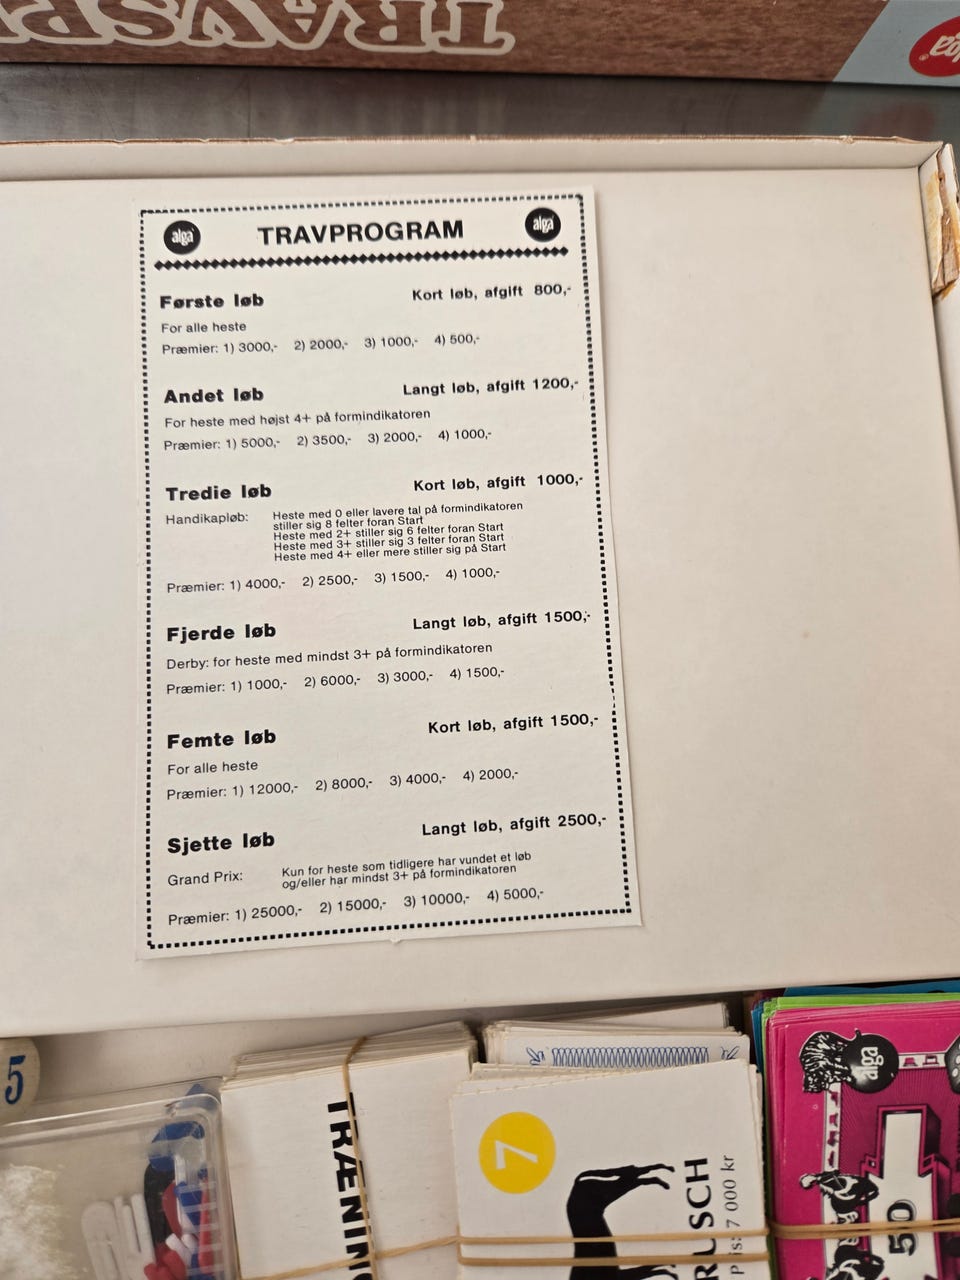 TRAVSP
alga
alga
TRAVPROGRAM
alga
Første løb Kort løb, afgift 800,-
For alle heste
Præmier: 1) 3000,- 2) 2000,- 3) 1000,- 4) 500,-
Andet løb Langt løb, afgift 1200,-
For heste med højst 4+ på formindikatoren
Præmier: 1) 5000,- 2) 3500,- 3) 2000,- 4) 1000,-
Tredie løb Kort løb, afgift 1000,-
Handikapløb: Heste med 0 eller lavere tal på formindikatoren
stiller sig 8 felter foran Start
Heste med 2+ stiller sig 6 felter foran Start
Heste med 3+ stiller sig 3 felter foran Start
Heste med 4+ eller mere stiller sig på Start
Præmier: 1) 4000,- 2) 2500,- 3) 1500,- 4) 1000,-
Fjerde løb Langt løb, afgift 1500,-
Derby: for heste med mindst 3+ på formindikatoren
Præmier: 1) 1000,- 2) 6000,- 3) 3000,- 4) 1500,-
Femte løb Kort løb, afgift 1500,-
For alle heste
Præmier: 1) 12000,- 2) 8000,- 3) 4000,- 4) 2000,-
Sjette løb Langt løb, afgift 2500,-
Grand Prix: Kun for heste som tidligere har vundet et løb
og/eller har mindst 3+ på formindikatoren
Præmier: 1) 25000,- 2) 15000,- 3) 10000,- 4) 5000,-
5
TRÆNIN
7
USCH
is: 7 000 kr
alga
50